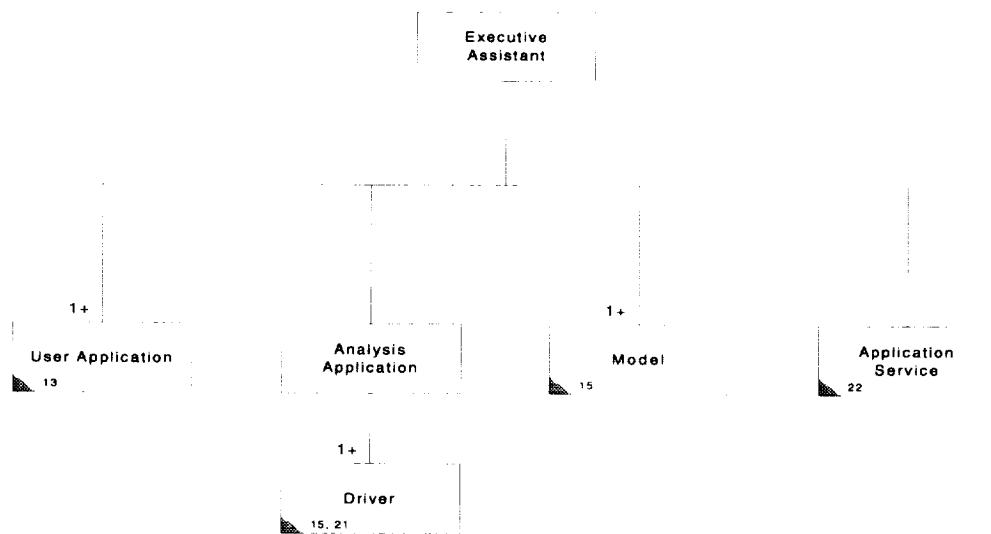 Executive
Assistant
1+
User Application
13
Analysis
Application
1+
Model
15
Application
Service
22
1+
Driver
15, 21